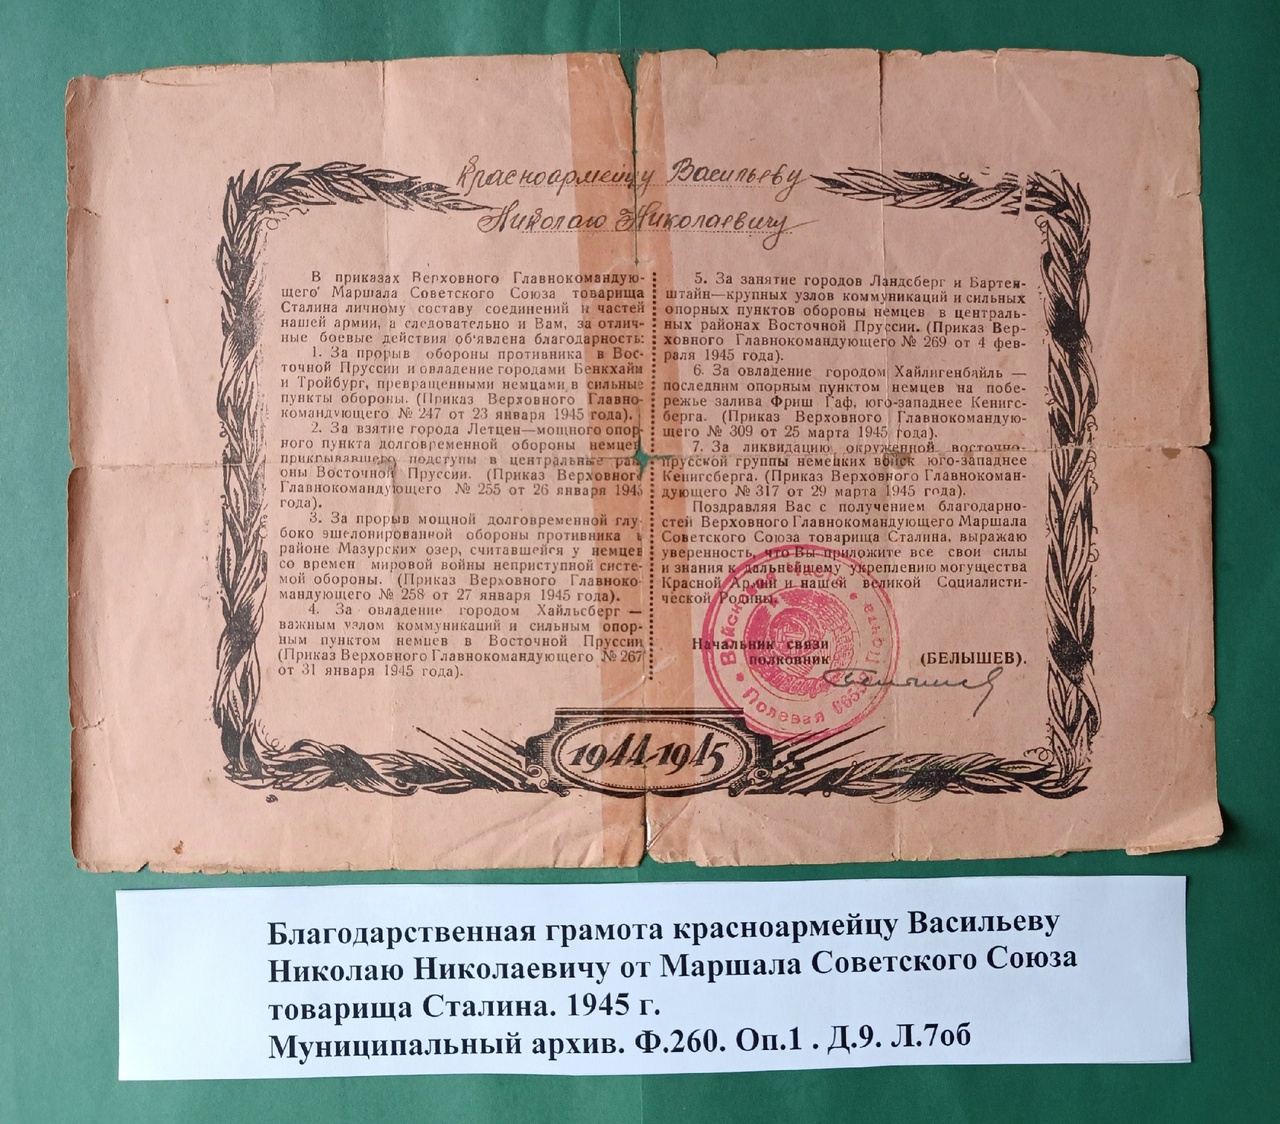 Красноармейцу Васильеву
Николаю Николаевичу
В приказах Верховного Главнокомандую-
щего Маршала Советского Союза товарища
Сталина личному составу соединений и частей
нашей армии, а следовательно и Вам, за отлич-
ные боевые действия об'явлена благодарность:
1. За прорыв обороны противника в Вос-
точной Пруссии и овладение городами Бенкхайм
и Тройбург, превращенными немцами в сильные
пункты обороны. (Приказ Верховного Главно-
командующего № 247 от 23 января 1945 года).
2. За взятие города Летцен—мощного опор-
ного пункта долговременной обороны немцев
прикрывавшего подступы в центральные рай-
оны Восточной Пруссии. (Приказ Верховного
Главнокомандующего № 255 от 26 января 1945
года).
3. За прорыв мощной долговременной глу-
боко эшелонированной обороны противника в
районе Мазурских озер, считавшейся у немцев
со времен мировой войны неприступной систе-
мой обороны. (Приказ Верховного Главноко-
мандующего № 258 от 27 января 1945 года).
4. За овладение городом Хайльсберг —
важным узлом коммуникаций и сильным опор-
ным пунктом немцев в Восточной Пруссии
(Приказ Верховного Главнокомандующего № 267
от 31 января 1945 года).
5. За занятие городов Ландсберг и Бартен-
штайн—крупных узлов коммуникаций и сильных
опорных пунктов обороны немцев в централь-
ных районах Восточной Пруссии. (Приказ Вер-
ховного Главнокомандующего № 269 от 4 фев-
раля 1945 года).
6. За овладение городом Хайлигенбайль —
последним опорным пунктом немцев на побе-
режье залива Фриш Гаф, юго-западнее Кенигс-
берга. (Приказ Верховного Главнокомандую-
щего № 309 от 25 марта 1945 года).
7. За ликвидацию окруженной восточно-
прусской группы немецких войск юго-западнее
Кенигсберга. (Приказ Верховного Главнокоман-
дующего № 317 от 29 марта 1945 года).
Поздравляя Вас с получением благодарно-
стей Верховного Главнокомандующего Маршала
Советского Союза товарища Сталина, выражаю
уверенность, что Вы приложите все свои силы
и знания к дальнейшему укреплению могущества
Красной Армии и нашей великой Социалисти-
ческой Родины.
Начальник связи
полковник (БЕЛЫШЕВ).
Войсковая часть Полевая Почта
1944-1945
Благодарственная грамота красноармейцу Васильеву
Николаю Николаевичу от Маршала Советского Союза
товарища Сталина. 1945 г.
Муниципальный архив. Ф.260. Оп.1 . Д.9. Л.7об